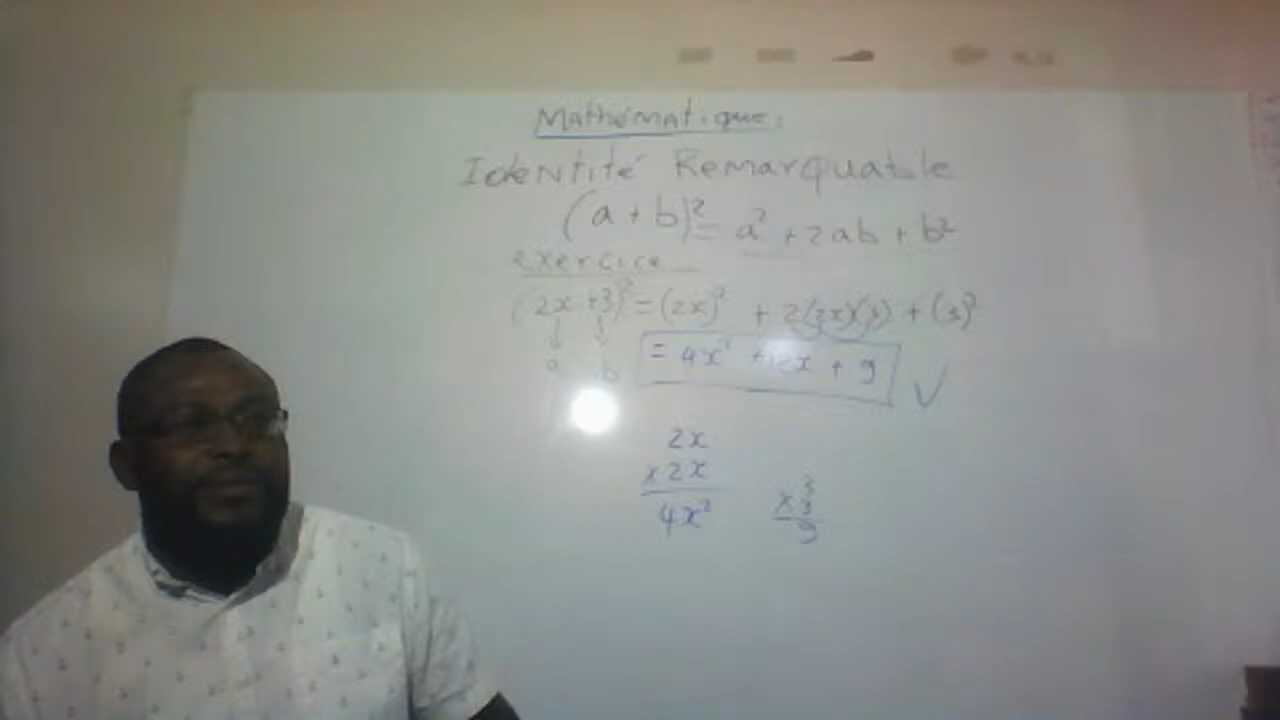 Mathématique:
Identité Remarquable
(a + b)² = a² + 2ab + b²
exercice
(2x + 3)² = (2x)² + 2(2x)(3) + (3)²
a b
= 4x² + 12x + 9 √
2x
x 2x
4x²
3
x 3
9